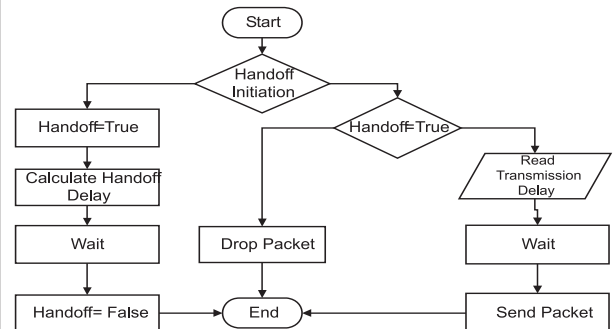 Start
Handoff
Initiation
Handoff=True
Handoff=True
Calculate Handoff
Delay
Read
Transmission
Delay
Wait
Drop Packet
Wait
Handoff= False
End
Send Packet